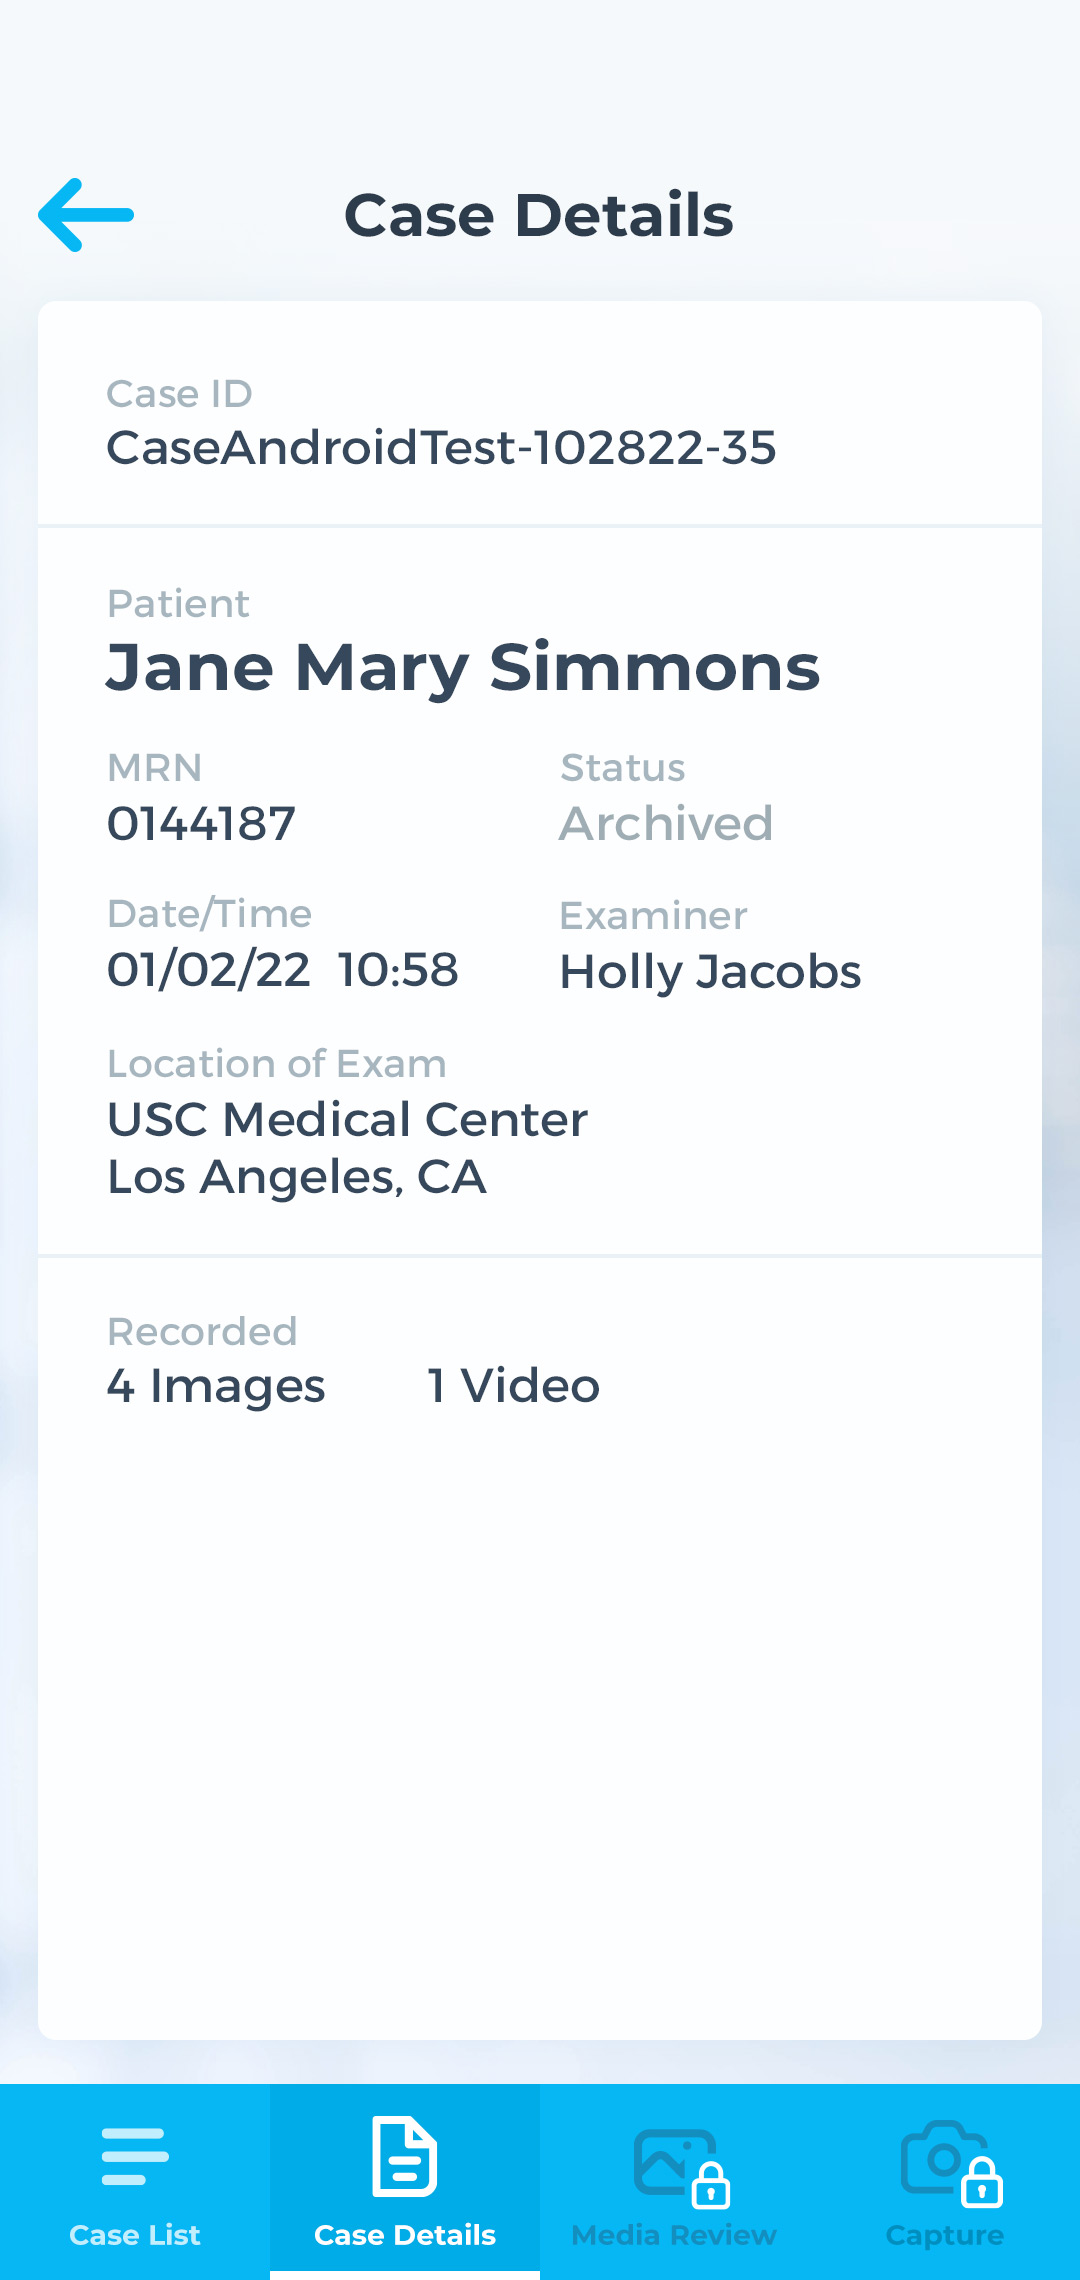 Case Details
Case ID
CaseAndroidTest-102822-35
Patient
Jane Mary Simmons
MRN
Status
0144187
Archived
Date/Time
Examiner
01/02/22 10:58
Holly Jacobs
Location of Exam
USC Medical Center
Los Angeles, CA
Recorded
4 Images
1 Video
Case List
Case Details
Media Review
Capture